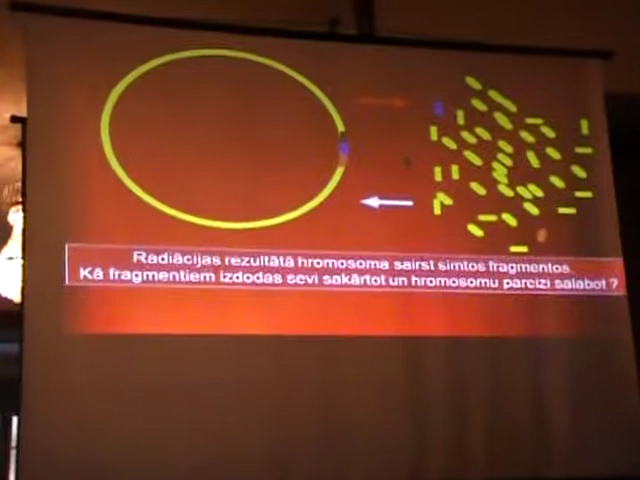 Radiācijas rezultātā hromosoma sairst simtos fragmentos.
Kā fragmentiem izdodas sevi sakārtot un hromosomu pareizi salabot ?